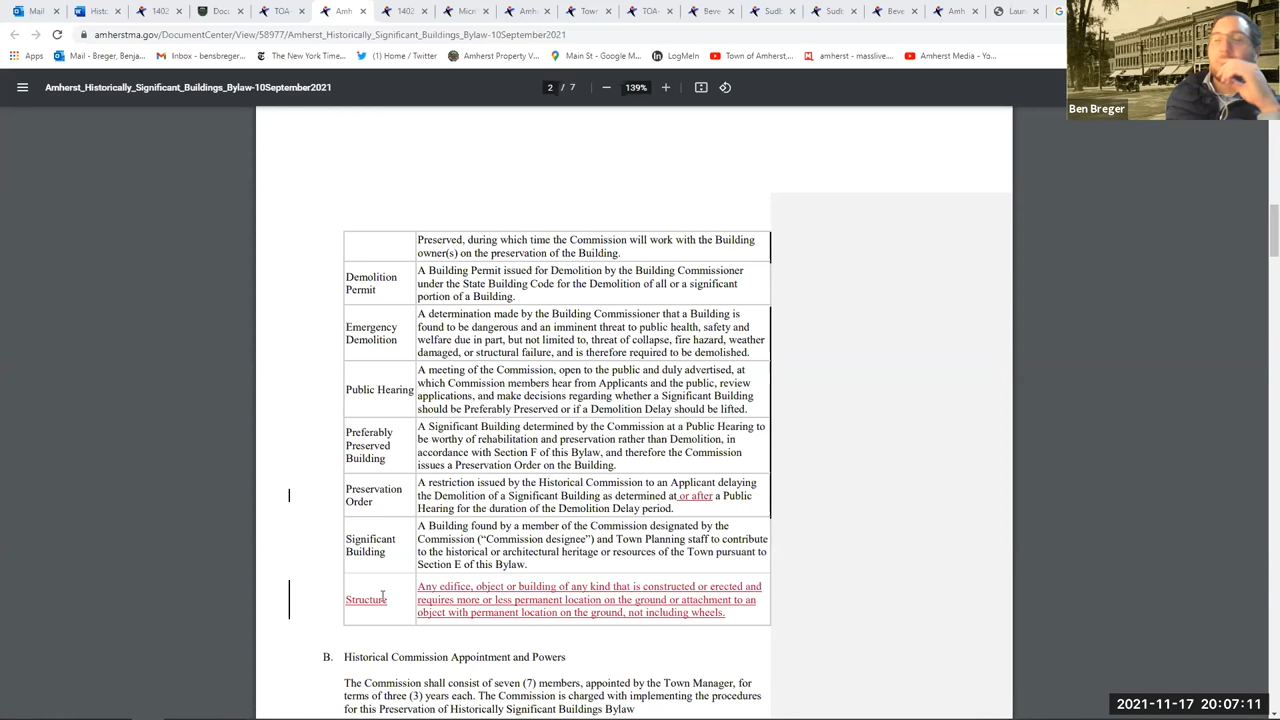 Mail
Histo
1402
Docu
TOA-
Amh
1402
Micr
Amh
Town
TOA-
Beve
Sudb
Sudb
Beve
Amh
Laun
amherstma.gov/DocumentCenter/View/58977/Amherst_Historically_Significant_Buildings_Bylaw-10September2021
Apps
Mail - Breger, Benja...
Inbox - bensbreger...
The New York Time...
(1) Home / Twitter
Amherst Property V...
Main St - Google M...
LogMeIn
Town of Amherst,...
amherst - masslive...
Amherst Media - Yo...
Amherst_Historically_Significant_Buildings_Bylaw-10September2021
2 / 7
139%
Ben Breger
Preserved, during which time the Commission will work with the Building
owner(s) on the preservation of the Building.
Demolition
Permit
A Building Permit issued for Demolition by the Building Commissioner
under the State Building Code for the Demolition of all or a significant
portion of a Building.
Emergency
Demolition
A determination made by the Building Commissioner that a Building is
found to be dangerous and an imminent threat to public health, safety and
welfare due in part, but not limited to, threat of collapse, fire hazard, weather
damaged, or structural failure, and is therefore required to be demolished.
Public Hearing
A meeting of the Commission, open to the public and duly advertised, at
which Commission members hear from Applicants and the public, review
applications, and make decisions regarding whether a Significant Building
should be Preferably Preserved or if a Demolition Delay should be lifted.
Preferably
Preserved
Building
A Significant Building determined by the Commission at a Public Hearing to
be worthy of rehabilitation and preservation rather than Demolition, in
accordance with Section F of this Bylaw, and therefore the Commission
issues a Preservation Order on the Building.
Preservation
Order
A restriction issued by the Historical Commission to an Applicant delaying
the Demolition of a Significant Building as determined at or after a Public
Hearing for the duration of the Demolition Delay period.
Significant
Building
A Building found by a member of the Commission designated by the
Commission (“Commission designee”) and Town Planning staff to contribute
to the historical or architectural heritage or resources of the Town pursuant to
Section E of this Bylaw.
Structure
Any edifice, object or building of any kind that is constructed or erected and
requires more or less permanent location on the ground or attachment to an
object with permanent location on the ground, not including wheels.
B. Historical Commission Appointment and Powers
The Commission shall consist of seven (7) members, appointed by the Town Manager, for
terms of three (3) years each. The Commission is charged with implementing the procedures
for this Preservation of Historically Significant Buildings Bylaw
2021-11-17 20:07:11